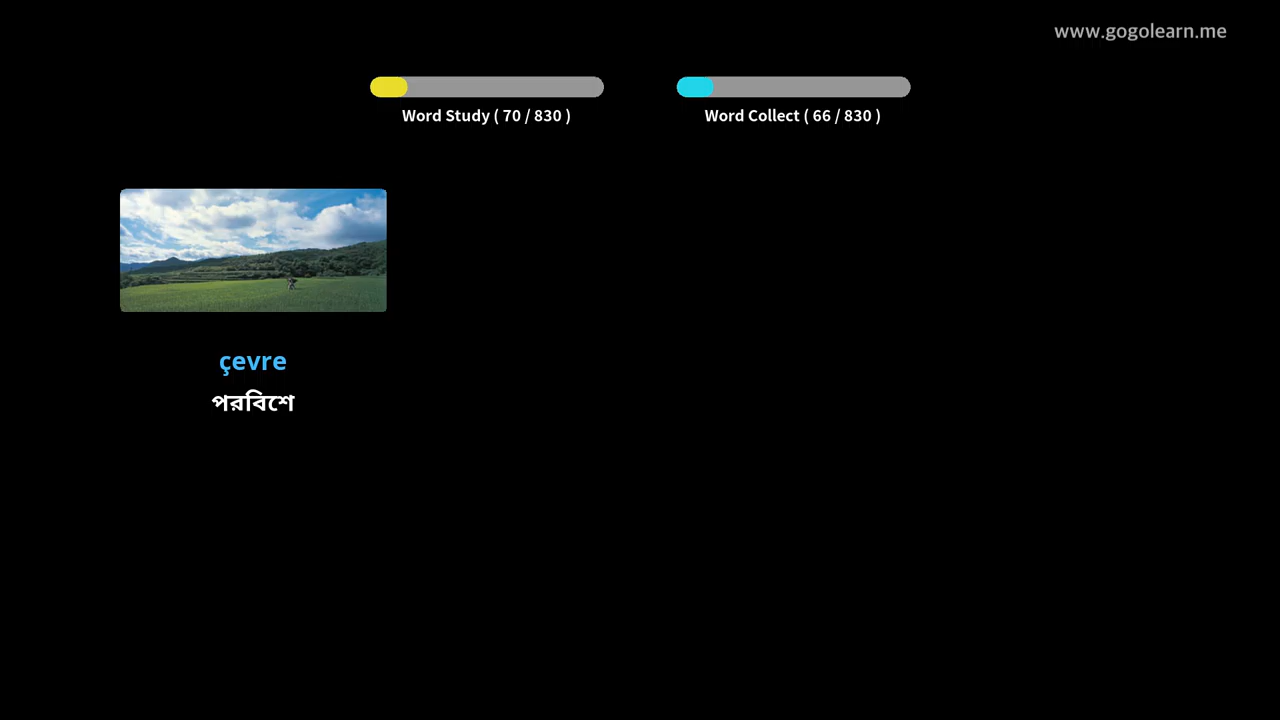 www.gogolearn.me
Word Study ( 70 / 830 )
Word Collect ( 66 / 830 )
çevre
পরবিশে